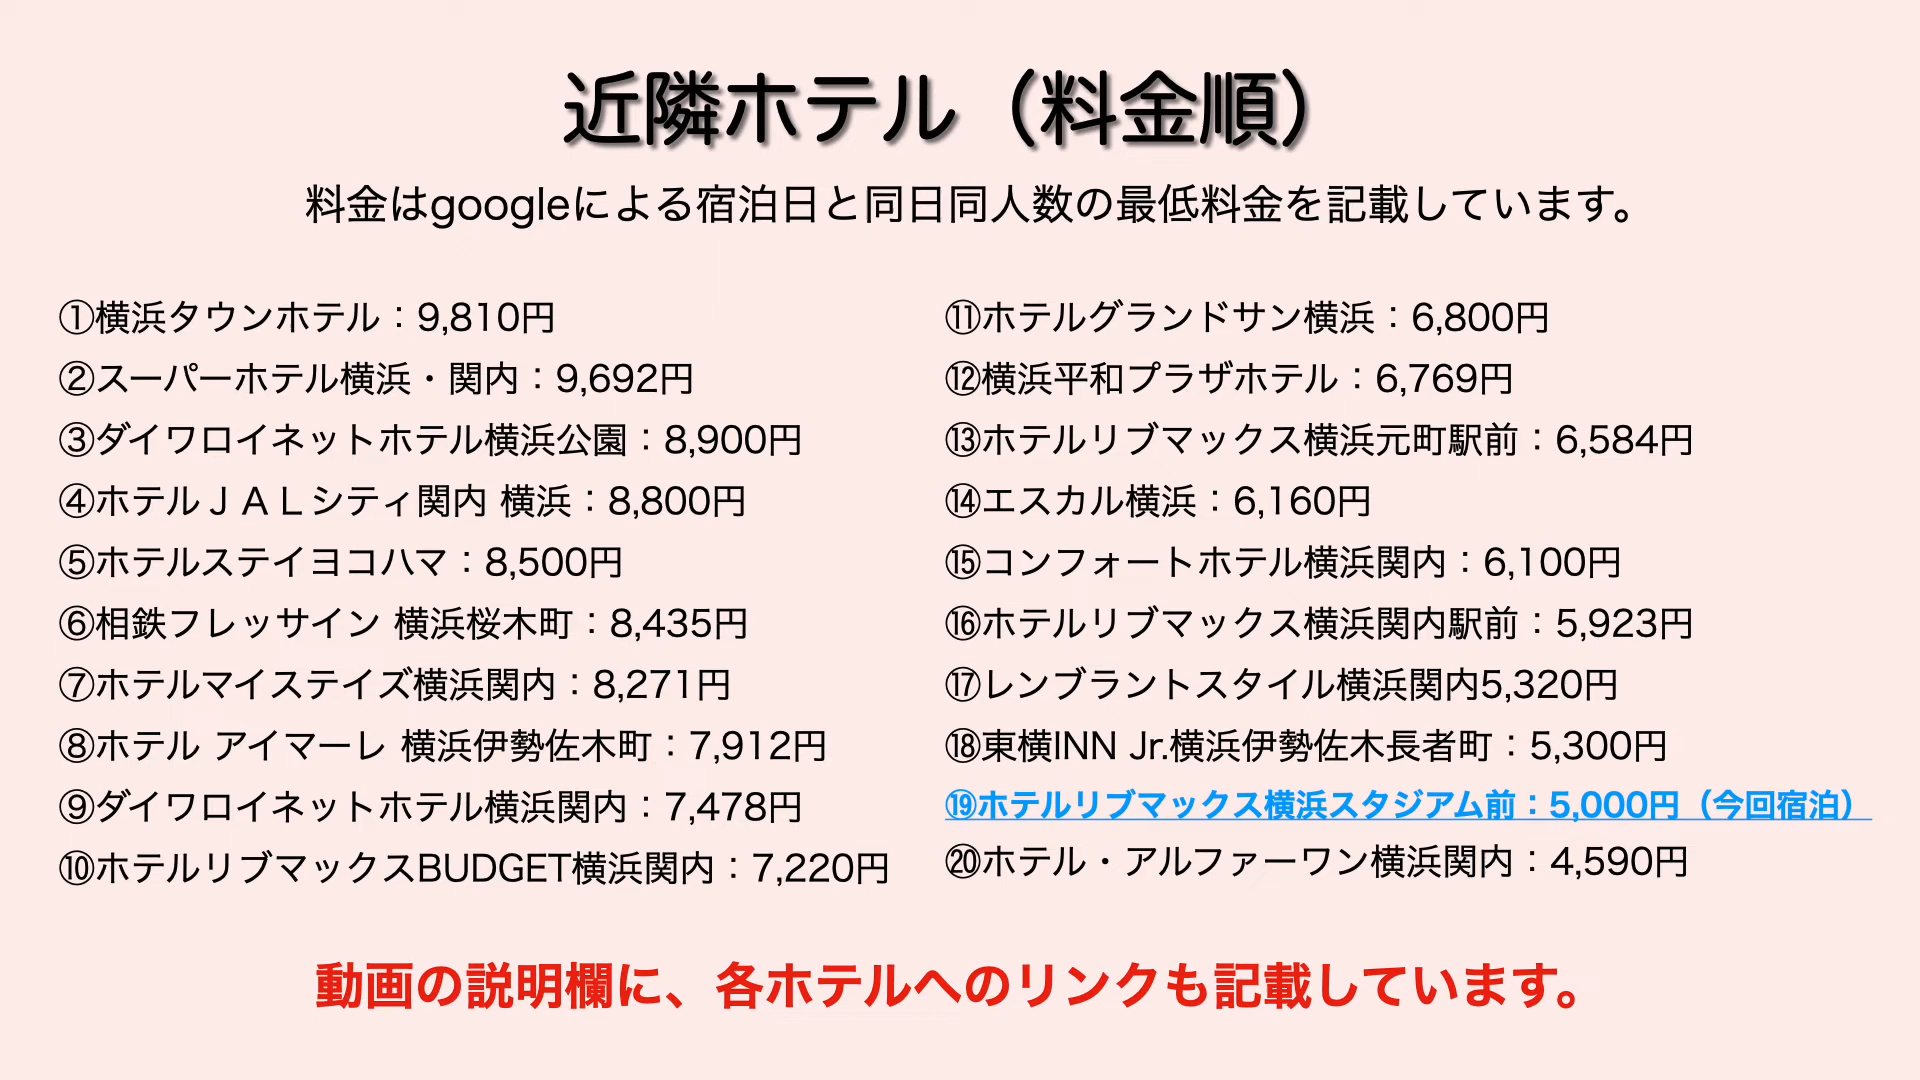 近隣ホテル（料金順）
料金はgoogleによる宿泊日と同日同人数の最低料金を記載しています。
①横浜タウンホテル：9,810円
②スーパーホテル横浜・関内：9,692円
③ダイワロイネットホテル横浜公園：8,900円
④ホテルＪＡＬシティ関内 横浜：8,800円
⑤ホテルステイヨコハマ：8,500円
⑥相鉄フレッサイン 横浜桜木町：8,435円
⑦ホテルマイステイズ横浜関内：8,271円
⑧ホテル アイマーレ 横浜伊勢佐木町：7,912円
⑨ダイワロイネットホテル横浜関内：7,478円
⑩ホテルリブマックスBUDGET横浜関内：7,220円
⑪ホテルグランドサン横浜：6,800円
⑫横浜平和プラザホテル：6,769円
⑬ホテルリブマックス横浜元町駅前：6,584円
⑭エスカル横浜：6,160円
⑮コンフォートホテル横浜関内：6,100円
⑯ホテルリブマックス横浜関内駅前：5,923円
⑰レンブラントスタイル横浜関内5,320円
⑱東横INN Jr.横浜伊勢佐木長者町：5,300円
⑲ホテルリブマックス横浜スタジアム前：5,000円（今回宿泊）
⑳ホテル・アルファーワン横浜関内：4,590円
動画の説明欄に、各ホテルへのリンクも記載しています。